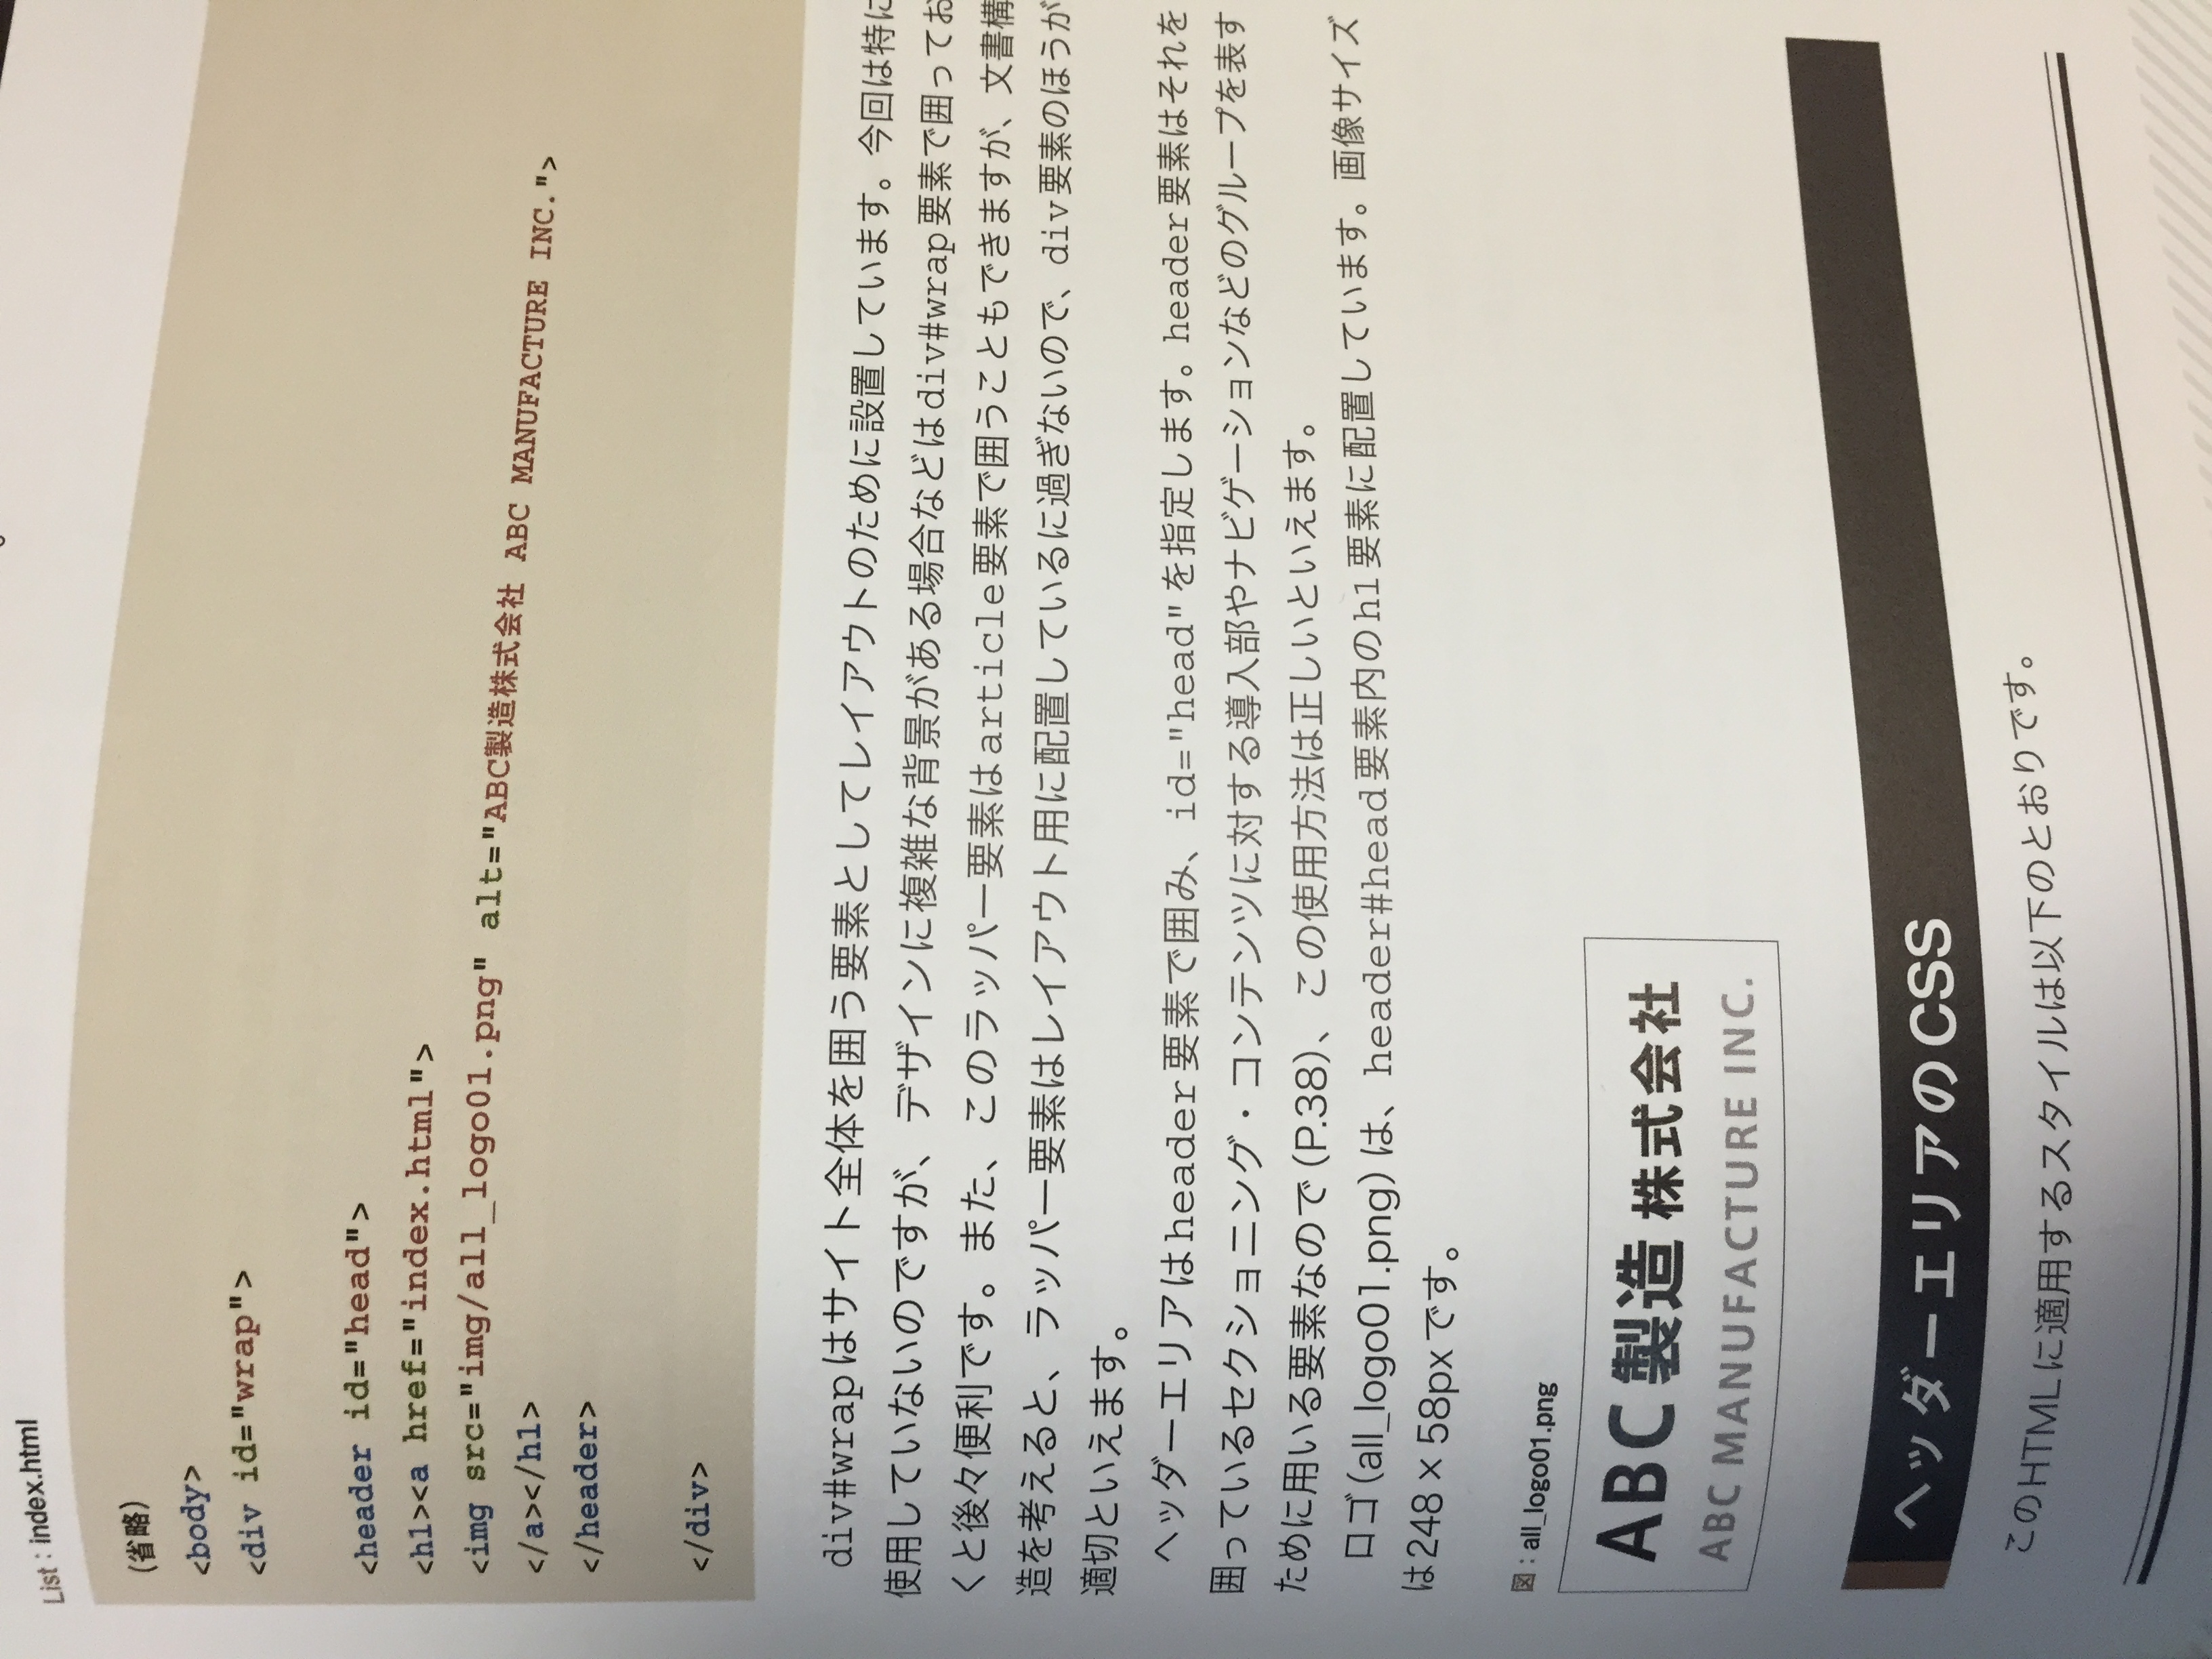 List：index.html
(省略)
<body>
<div id="wrap">
<header id="head">
<h1><a href="index.html">
<img src="img/all_logo01.png" alt="ABC製造株式会社 ABC MANUFACTURE INC.">
</a></h1>
</header>
</div>
div#wrapはサイト全体を囲う要素としてレイアウトのために設置しています。今回は特に
使用していないのですが、デザインに複雑な背景がある場合などはdiv#wrap要素で囲ってお
くと後々便利です。また、このラッパー要素はarticle要素で囲うこともできますが、文書構
造を考えると、ラッパー要素はレイアウト用に配置しているに過ぎないので、div要素のほうが
適切といえます。
ヘッダーエリアはheader要素で囲み、id="head"を指定します。header要素はそれを
囲っているセクショニング・コンテンツに対する導入部やナビゲーションなどのグループを表す
ために用いる要素なので(P.38)、この使用方法は正しいといえます。
ロゴ(all_logo01.png)は、header#head要素内のh1要素に配置しています。画像サイズ
は248×58pxです。
図：all_logo01.png
ABC製造株式会社
ABC MANUFACTURE INC.
ヘッダーエリアのCSS
このHTMLに適用するスタイルは以下のとおりです。